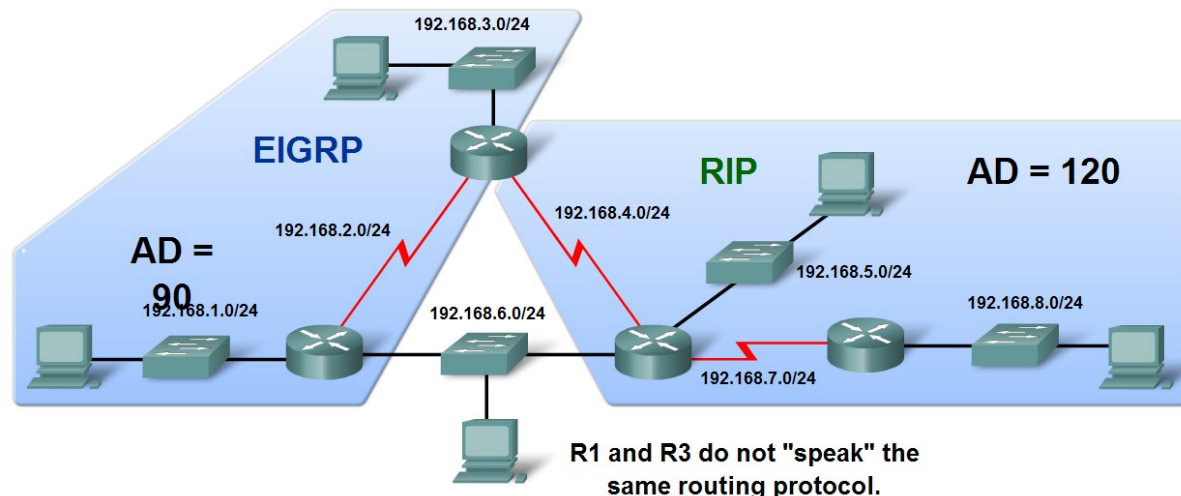 192.168.3.0/24
EIGRP
RIP
AD = 120
192.168.2.0/24
192.168.4.0/24
AD =
90
192.168.5.0/24
192.168.1.0/24
192.168.6.0/24
192.168.8.0/24
192.168.7.0/24
R1 and R3 do not "speak" the
same routing protocol.